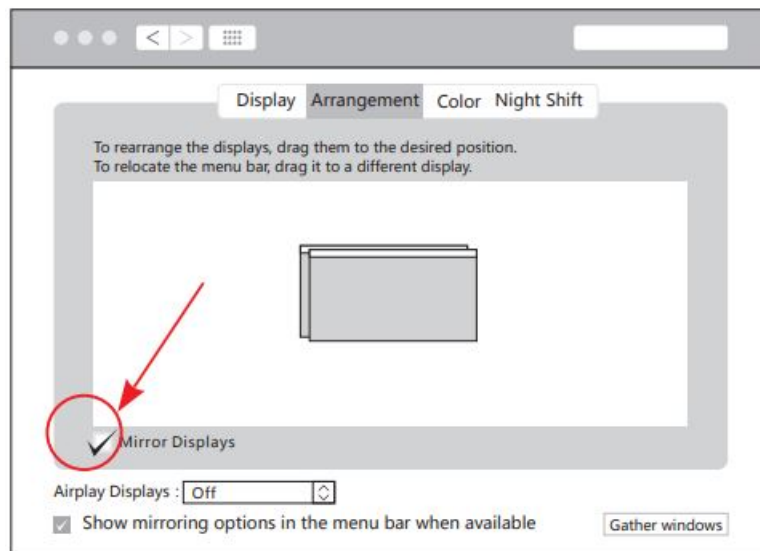 Display Arrangement Color Night Shift
To rearrange the displays, drag them to the desired position.
To relocate the menu bar, drag it to a different display.
Mirror Displays
Airplay Displays : Off
Show mirroring options in the menu bar when available
Gather windows